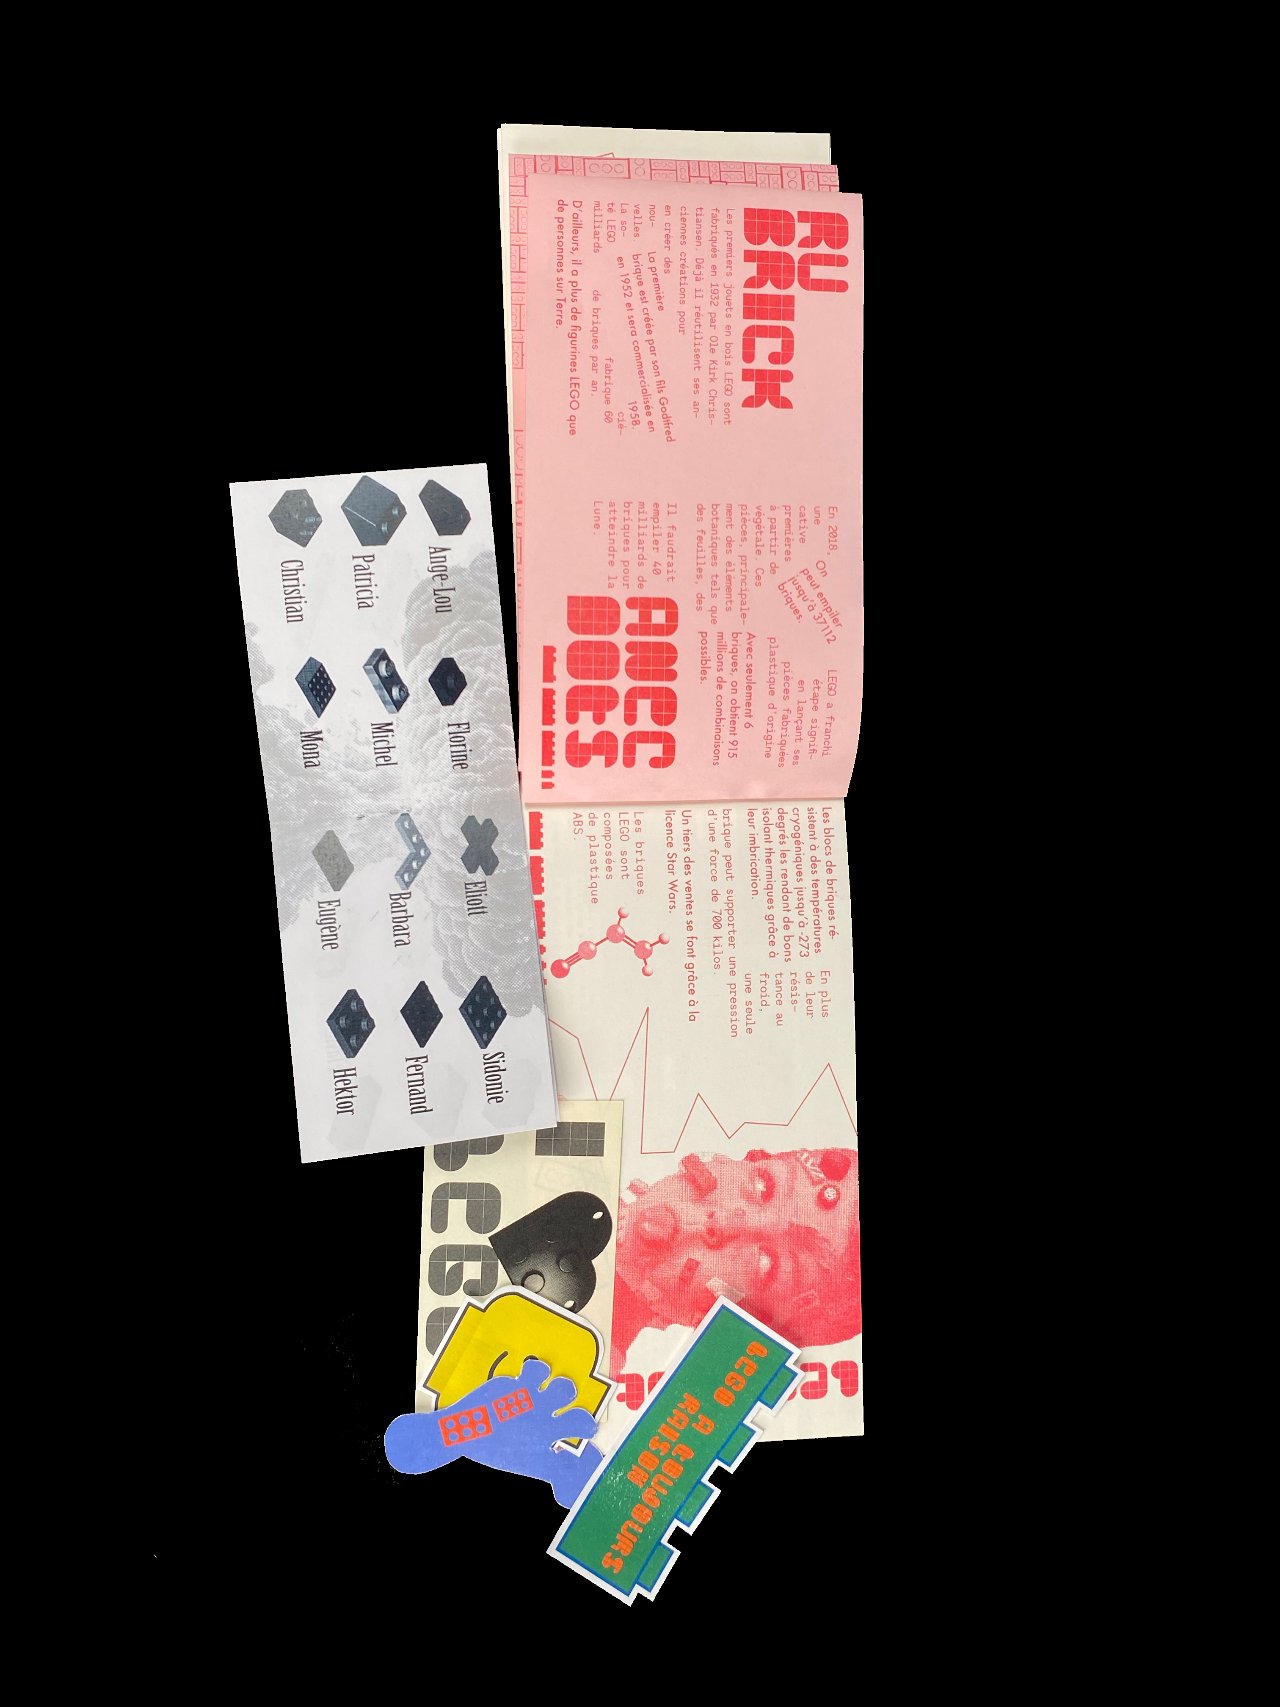 RU
BRICK
Les premiers jouets en bois LEGO sont
fabriqués en 1932 par Ole Kirk Chris-
tiansen. Déjà il réutilisent ses an-
ciennes créations pour
en créer des
nou-
velles.
La so-
cié-
té LEGO
fabrique 60
milliards
de briques par an.
La première
brique est créée par son fils Godtfred
en 1952 et sera commercialisée en
1958.
D'ailleurs, il a plus de figurines LEGO que
de personnes sur Terre.
En 2018,
LEGO a franchi
une
étape signifi-
cative
en lançant ses
premières
pièces fabriquées
à partir de
plastique d'origine
végétale. Ces
pièces, principale-
ment des éléments
botaniques tels que
des feuilles, des
On
peut empiler
jusqu'à 37112
briques.
Avec seulement 6
briques, on obtient 915
millions de combinaisons
possibles.
Il faudrait
empiler 40
milliards de
briques pour
atteindre la
Lune.
ANEC
DOTES
Les blocs de briques ré-
sistent à des températures
cryogéniques jusqu'à -273
degrés les rendant de bons
isolant thermiques grâce à
leur imbrication.
En plus
de leur
résis-
tance au
froid,
une seule
brique peut supporter une pression
d'une force de 700 kilos.
Un tiers des ventes se font grâce à la
licence Star Wars.
Les briques
LEGO sont
composées
de plastique
ABS.
LEGO A
TOUJOURS
RAISON
I
LEGO
Ange-Lou
Florine
Eliott
Sidonie
Patricia
Michel
Barbara
Fernand
Christian
Mona
Eugène
Hektor